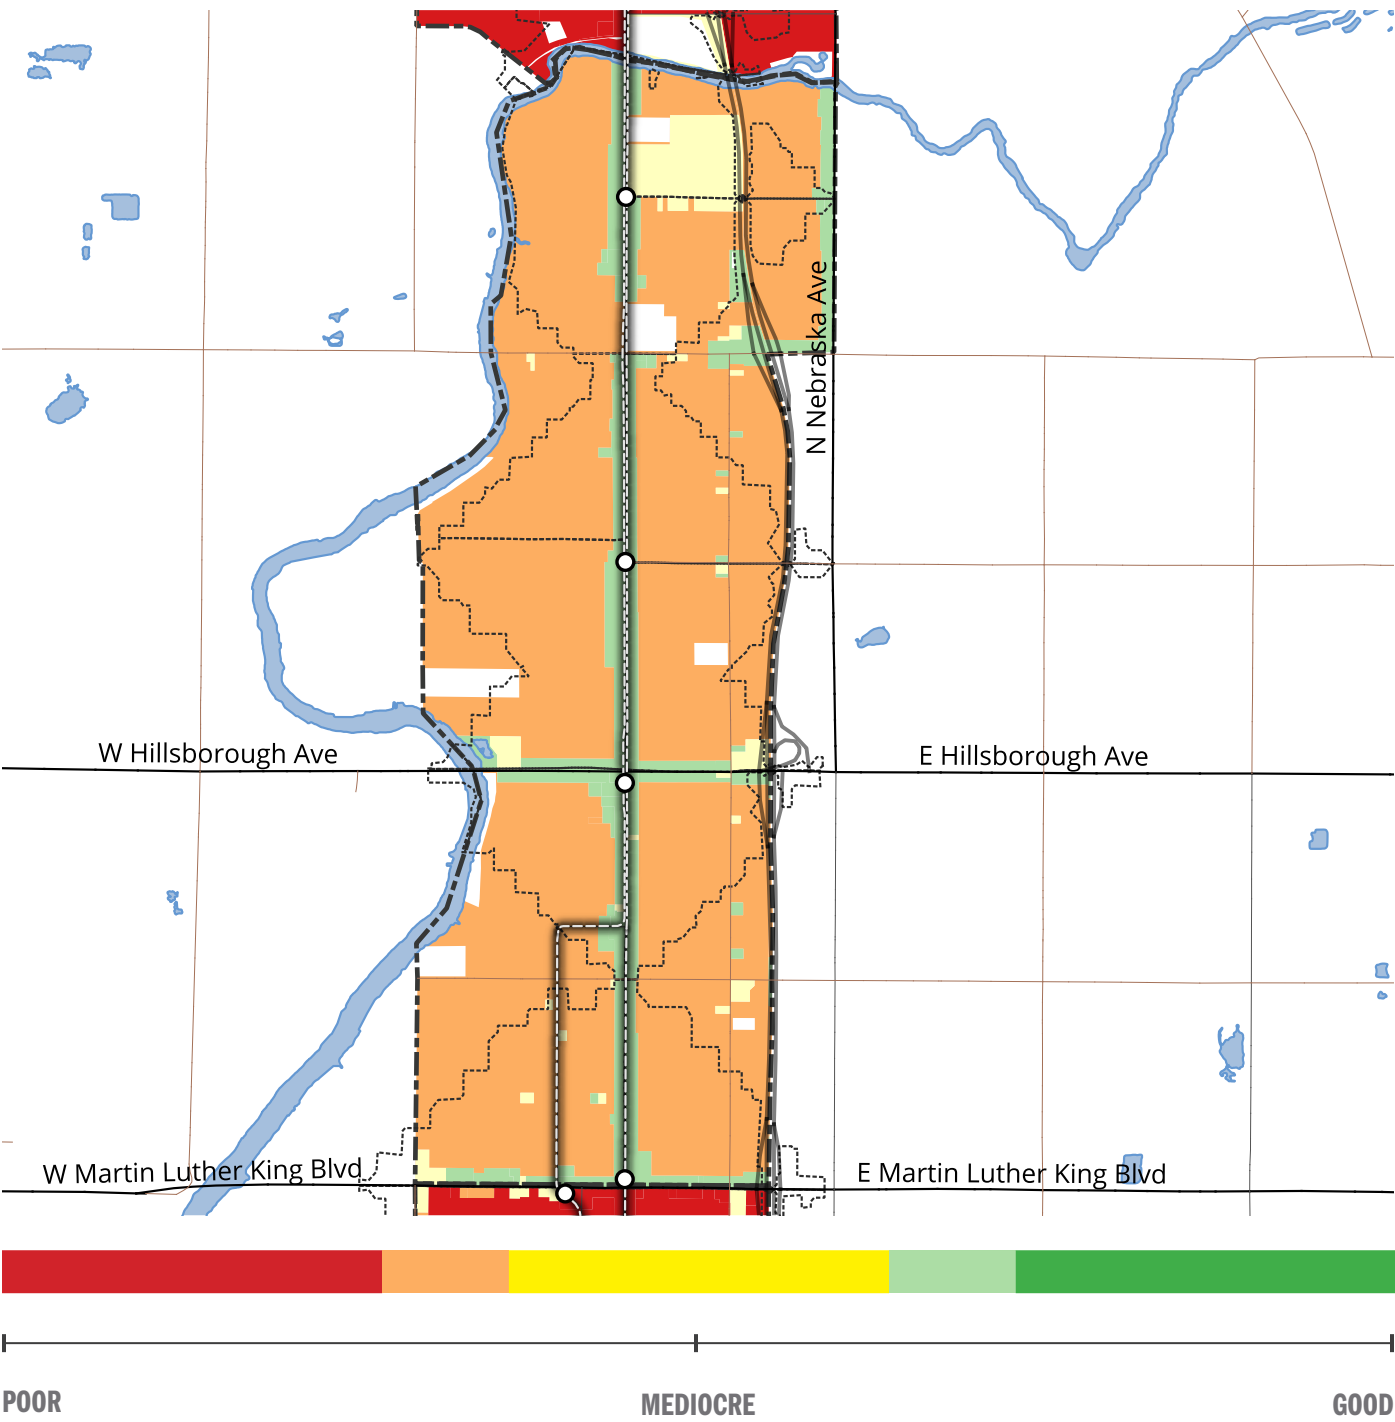 N Nebraska Ave
W Hillsborough Ave
E Hillsborough Ave
W Martin Luther King Blvd
E Martin Luther King Blvd
POOR
MEDIOCRE
GOOD